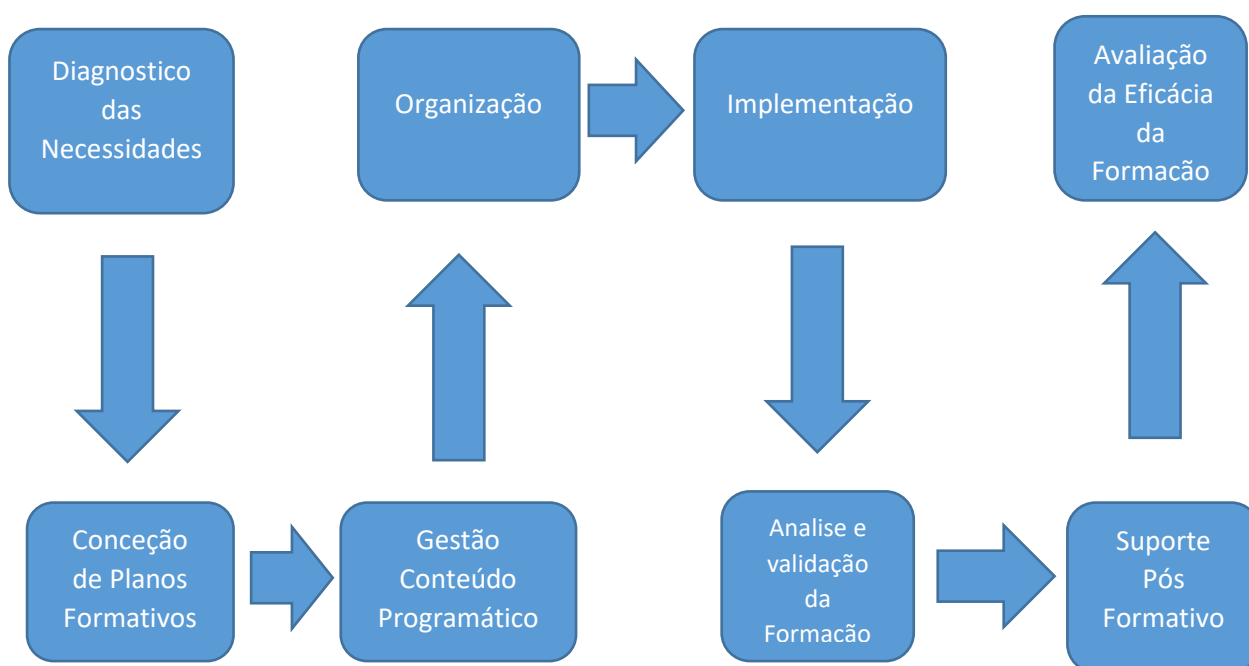 Diagnostico
das
Necessidades
Organização
Implementação
Avaliação
da Eficácia
da
Formacão
Conceção
de Planos
Formativos
Gestão
Conteúdo
Programático
Analise e
validação
da
Formacão
Suporte
Pós
Formativo